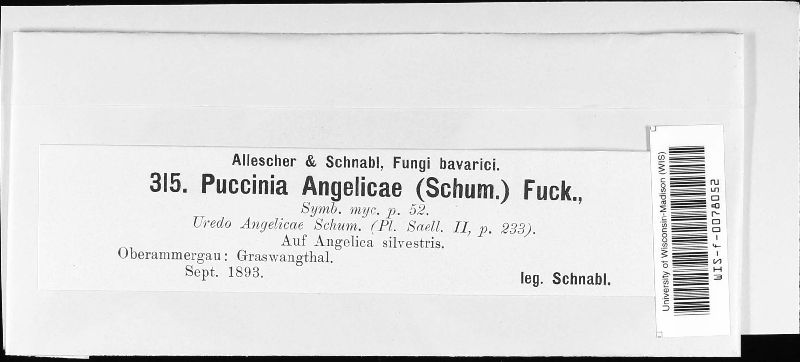 Allescher & Schnabl, Fungi bavarici.
315. Puccinia Angelicae (Schum.) Fuck.,
Symb. myc. p. 52.
Uredo Angelicae Schum. (Pl. Saell. II, p. 233).
Auf Angelica silvestris.
Oberammergau: Graswangthal.
Sept. 1893.
leg. Schnabl.
University of Wisconsin-Madison (WIS)
WIS-f-0078052